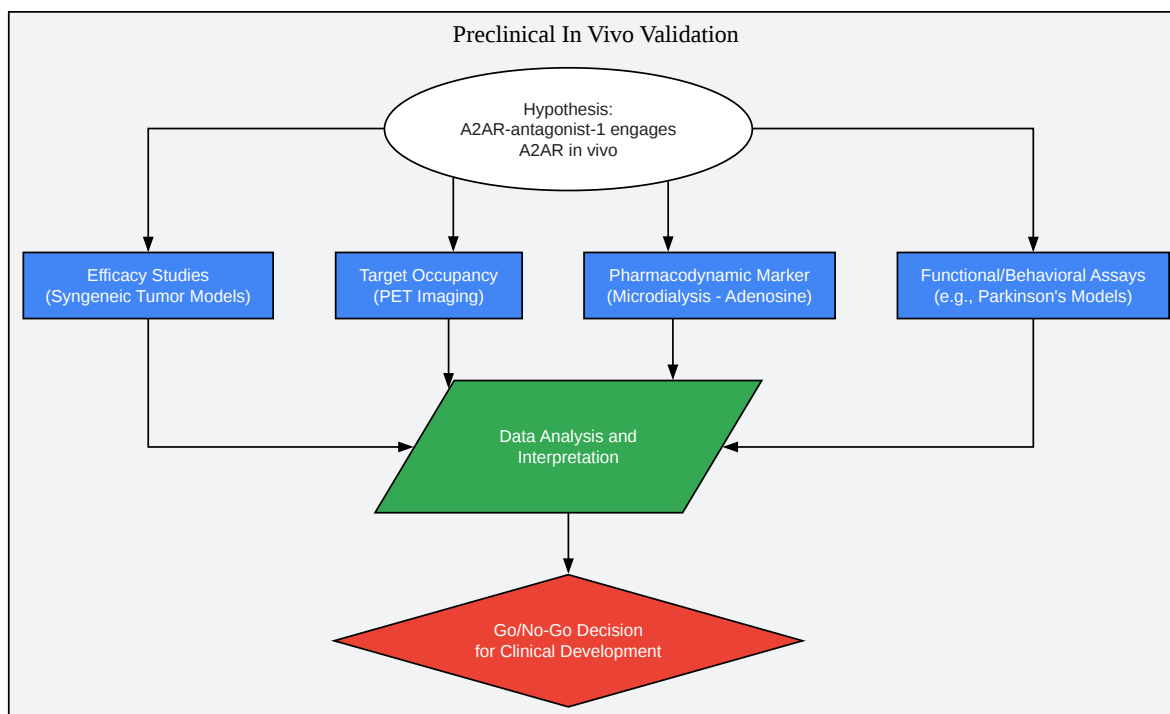 Preclinical In Vivo Validation
Hypothesis:
A2AR-antagonist-1 engages
A2AR in vivo
Efficacy Studies
(Syngeneic Tumor Models)
Target Occupancy
(PET Imaging)
Pharmacodynamic Marker
(Microdialysis - Adenosine)
Functional/Behavioral Assays
(e.g., Parkinson's Models)
Data Analysis and
Interpretation
Go/No-Go Decision
for Clinical Development